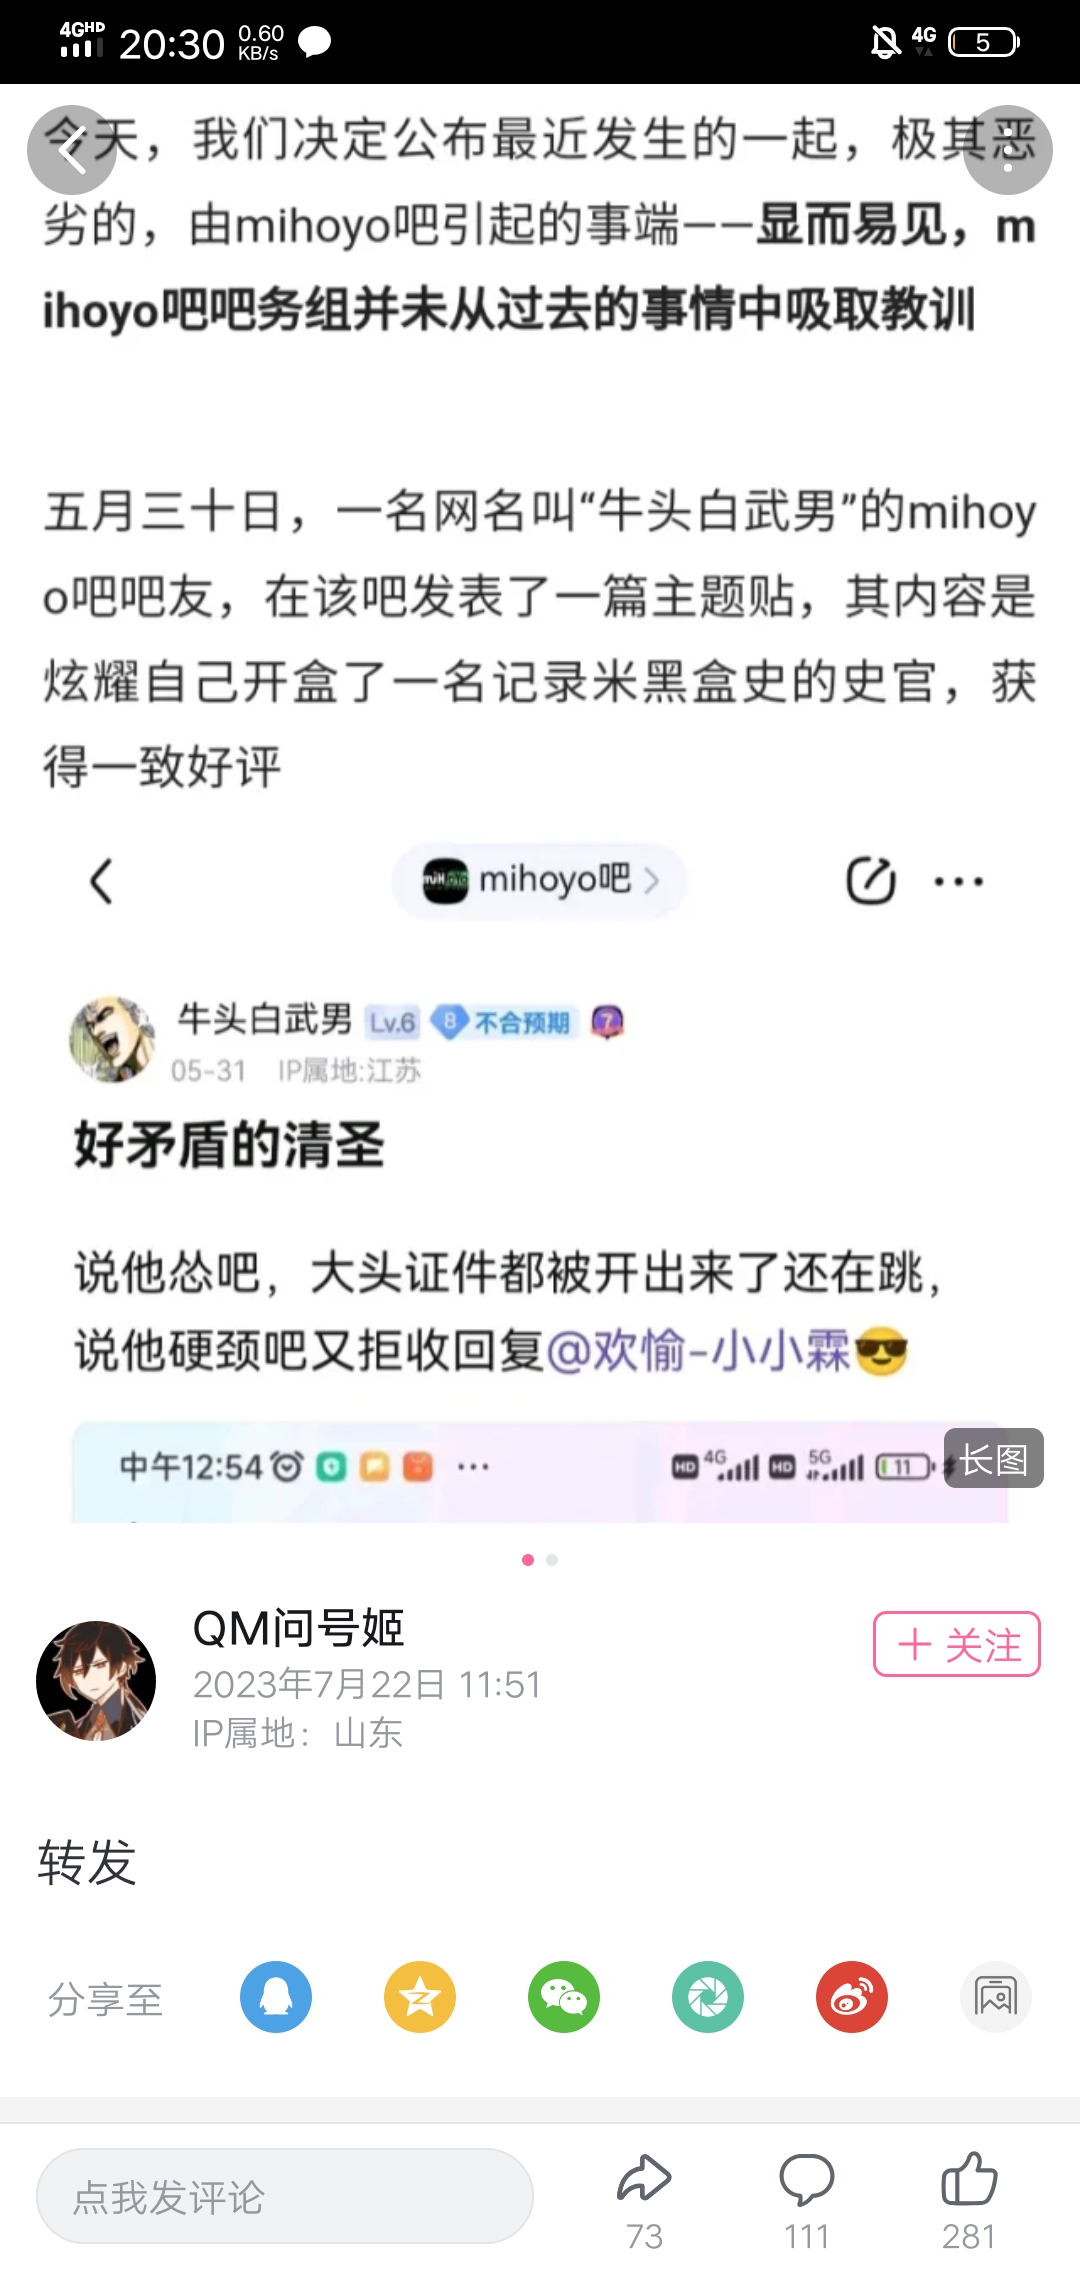 4GHD 20:30 0.60 KB/s 4G 5
今天，我们决定公布最近发生的一起，极其恶
劣的，由mihoyo吧引起的事端——显而易见，m
ihoyo吧吧务组并未从过去的事情中吸取教训
五月三十日，一名网名叫“牛头白武男”的mihoy
o吧吧友，在该吧发表了一篇主题贴，其内容是
炫耀自己开盒了一名记录米黑盒史的史官，获
得一致好评
mihoyo吧
牛头白武男 Lv.6 8 不合预期 7
05-31 IP属地:江苏
好矛盾的清圣
说他怂吧，大头证件都被开出来了还在跳，
说他硬颈吧又拒收回复@欢愉-小小霖😎
中午12:54 ··· HD 4G HD 5G 11
长图
QM问号姬
2023年7月22日 11:51
IP属地：山东
＋关注
转发
分享至
点我发评论
73 111 281